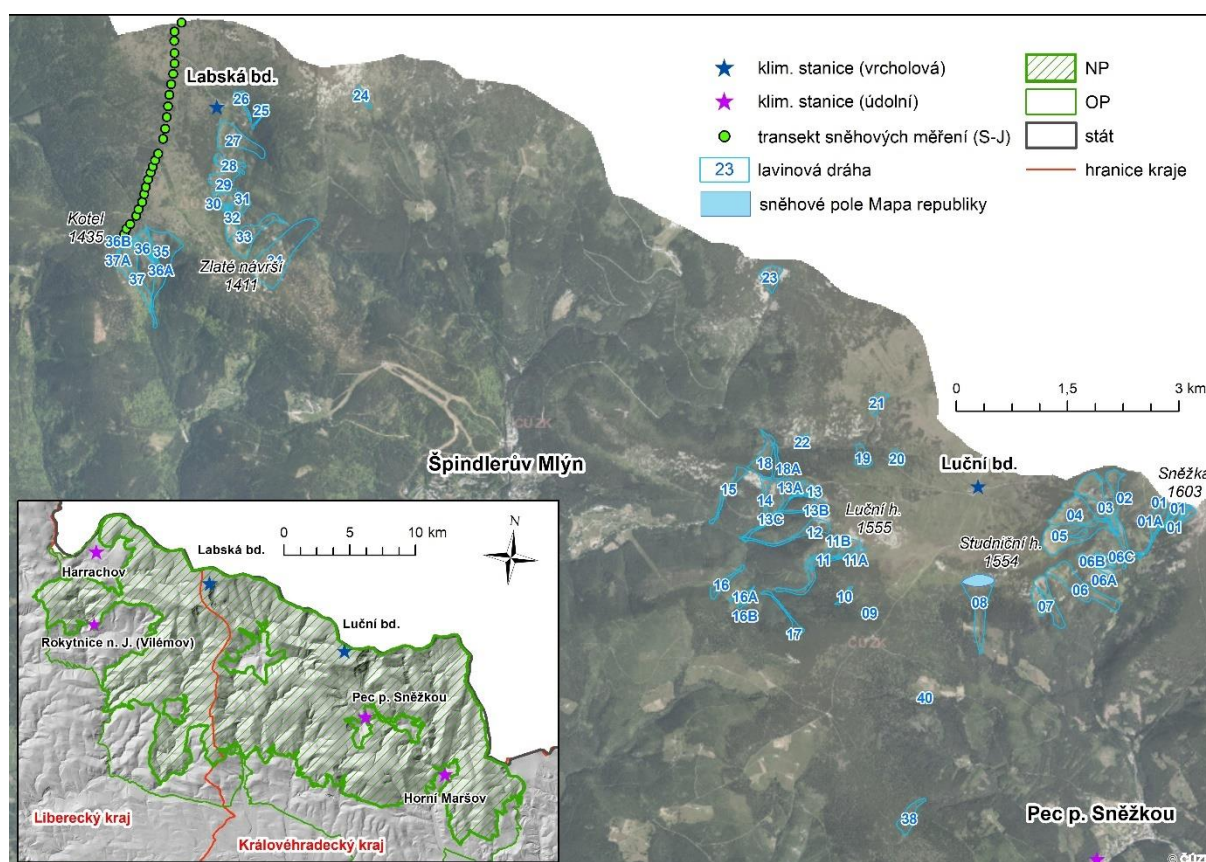 Labská bd.
26
25
24
27
28
29
31
30
32
33
34
Kotel
1435
36B
36
35
37A
36A
37
Zlaté návrší
1411
klim. stanice (vrcholová)
klim. stanice (údolní)
transekt sněhových měření (S-J)
23
lavinová dráha
sněhové pole Mapa republiky
NP
OP
stát
hranice kraje
23
0
1,5
3 km
ČÚZK
Špindlerův Mlýn
21
22
19
20
Luční bd.
18
18A
15
13A
13
14
13B
13C
12
Luční h.
1555
11B
11
11A
16
16A
16B
17
10
09
Studniční h.
1554
08
Sněžka
1603
02
01
01
01A
01
03
04
05
06B
06C
06A
06
07
ČÚZK
40
38
Pec p. Sněžkou
© ČÚZK
0
5
10 km
N
Labská bd.
Harrachov
Rokytnice n. J. (Vilémov)
Luční bd.
Pec p. Sněžkou
Horní Maršov
Liberecký kraj
Královéhradecký kraj